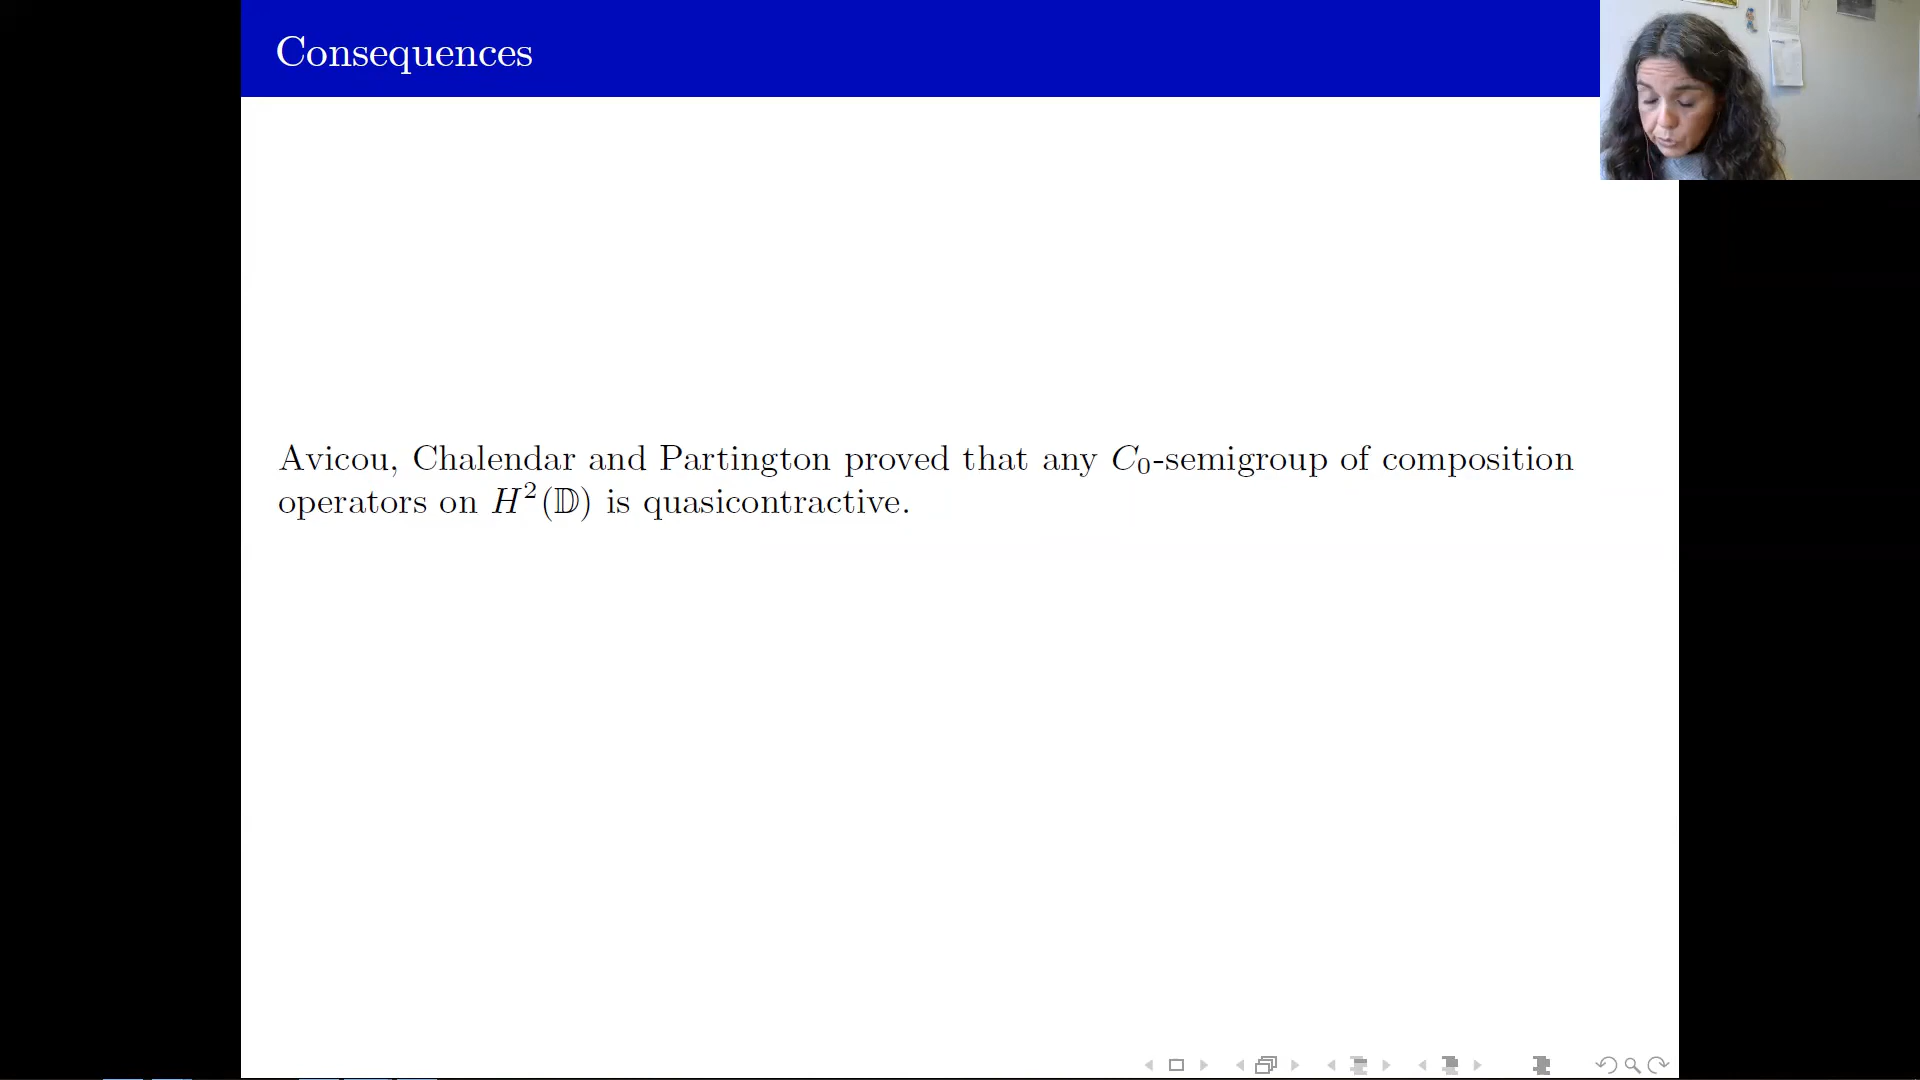 Consequences
Avicou, Chalendar and Partington proved that any $C_0$-semigroup of composition
operators on $H^2(\mathbb{D})$ is quasicontractive.